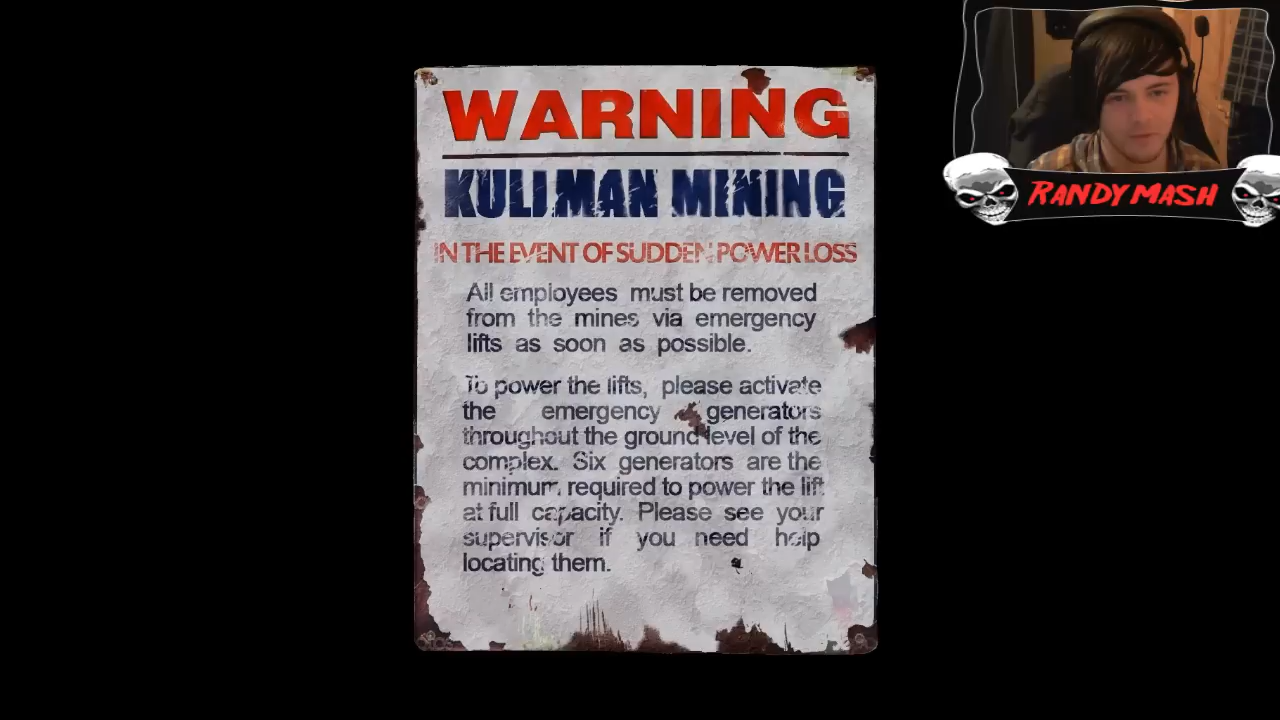 WARNING
KULLMAN MINING
IN THE EVENT OF SUDDEN POWER LOSS
All employees must be removed
from the mines via emergency
lifts as soon as possible.
To power the lifts, please activate
the emergency generators
throughout the ground level of the
complex. Six generators are the
minimum required to power the lift
at full capacity. Please see your
supervisor if you need help
locating them.
RANDY MASH